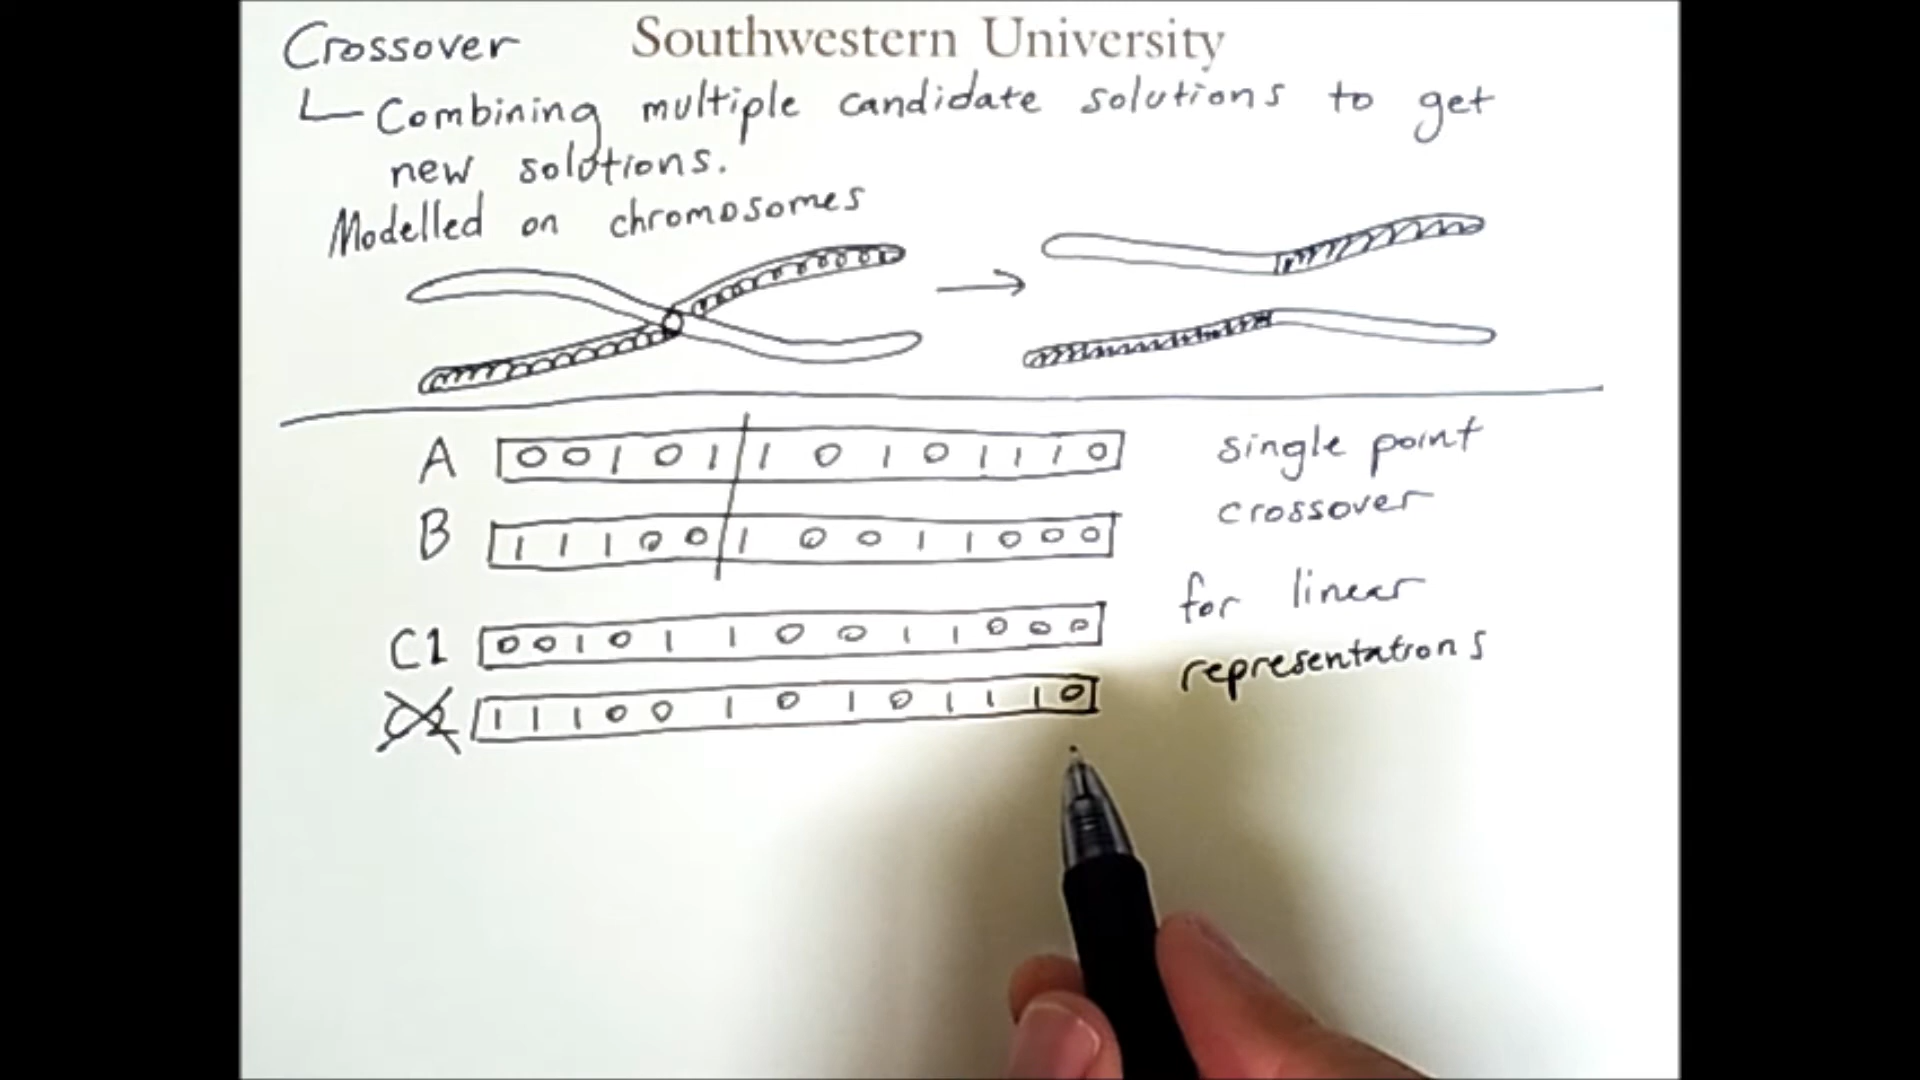 Crossover
Southwestern University
Combining multiple candidate solutions to get
new solutions.
Modelled on chromosomes
A 0 0 1 0 1 1 0 1 0 1 1 1 0
B 1 1 1 0 0 1 0 0 1 1 0 0 0
C1 0 0 1 0 1 1 0 0 1 1 0 0 0
C2 1 1 1 0 0 1 0 1 0 1 1 1 0
single point
crossover
for linear
representations